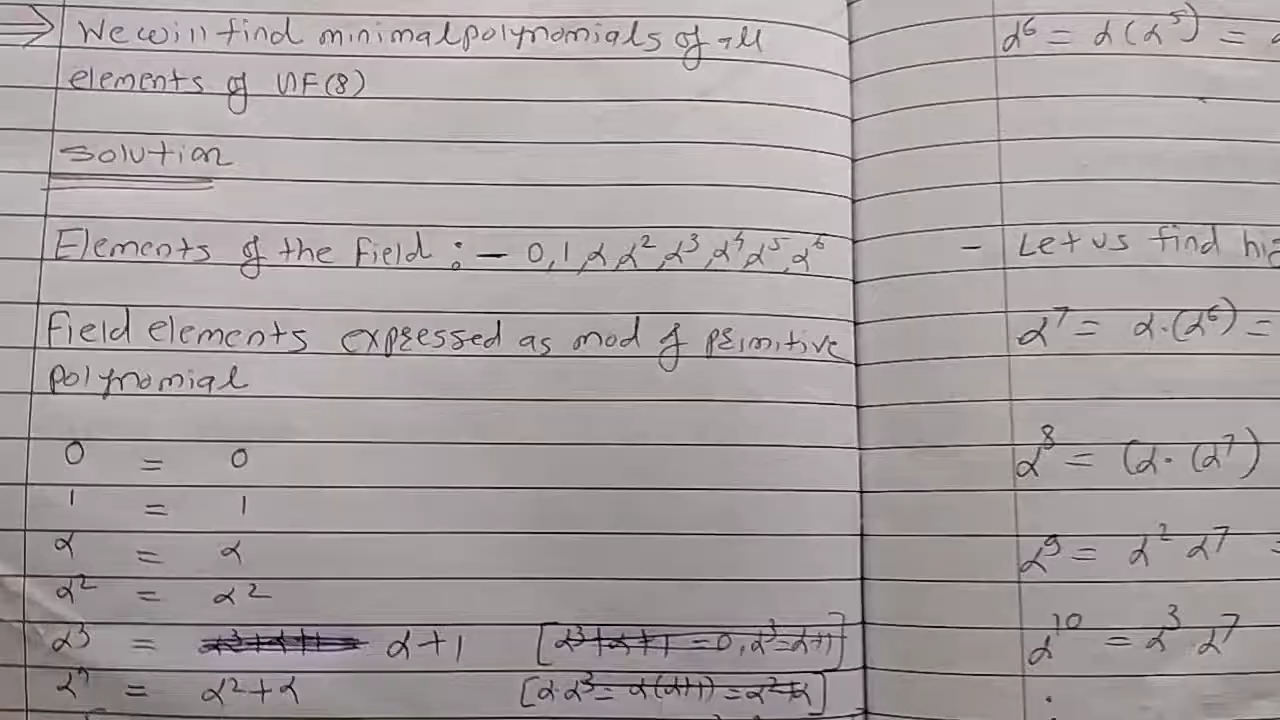 We will find minimal polynomials of all
elements of GF(8)
Solution
Elements of the field : - 0, 1, α, α², α³, α⁴, α⁵, α⁶
Field elements expressed as mod of primitive
polynomial
0 = 0
1 = 1
α = α
α² = α²
α³ = α+1 [α³+α+1=0, α³=α+1]
α⁴ = α²+α [α·α³=α(α+1)=α²+α]
α⁶ = α(α⁵) =
- Let us find
α⁷ = α·(α⁶) =
α⁸ = (α·(α⁷)
α⁹ = α² α⁷ =
α¹⁰ = α³ α⁷